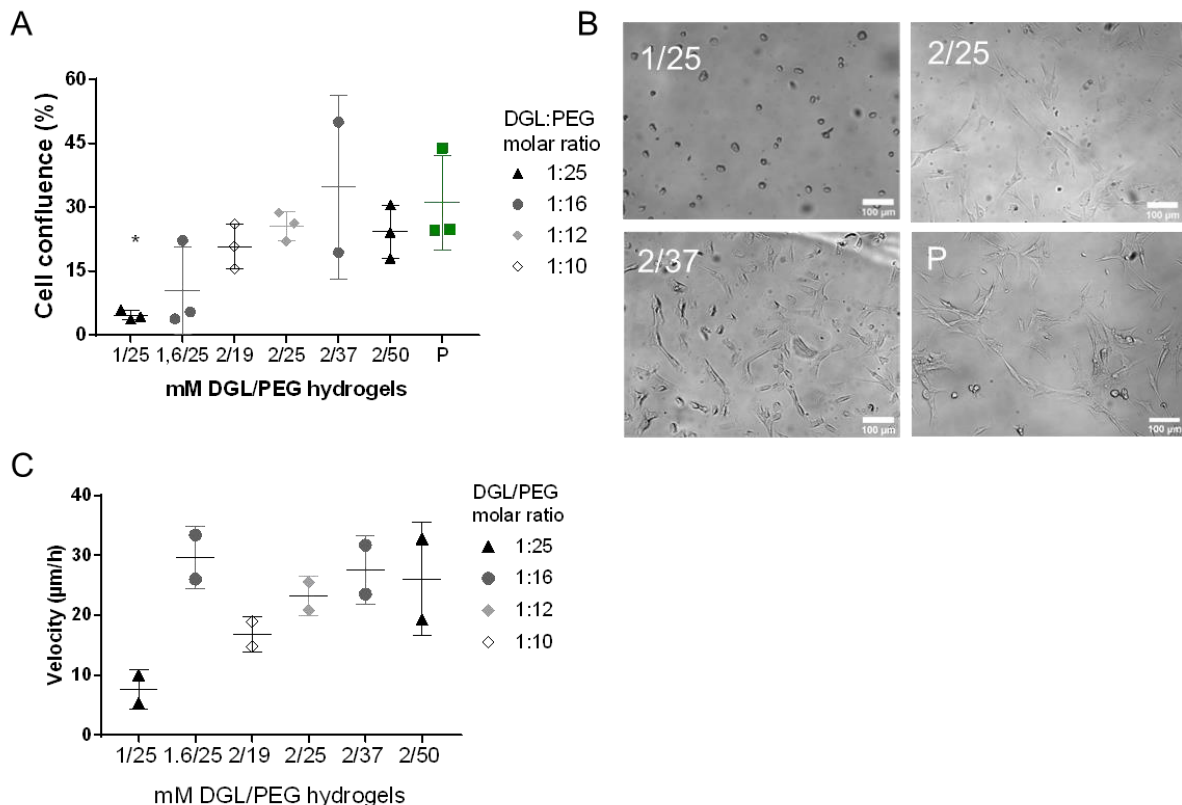 A
Cell confluence (%)
60
45
30
15
0
*
1/25 1,6/25 2/19 2/25 2/37 2/50 P
mM DGL/PEG hydrogels
DGL:PEG
molar ratio
1:25
1:16
1:12
1:10
B
1/25
100 µm
2/25
100 µm
2/37
100 µm
P
100 µm
C
Velocity (µm/h)
40
30
20
10
0
1/25 1.6/25 2/19 2/25 2/37 2/50
mM DGL/PEG hydrogels
DGL/PEG
molar ratio
1:25
1:16
1:12
1:10